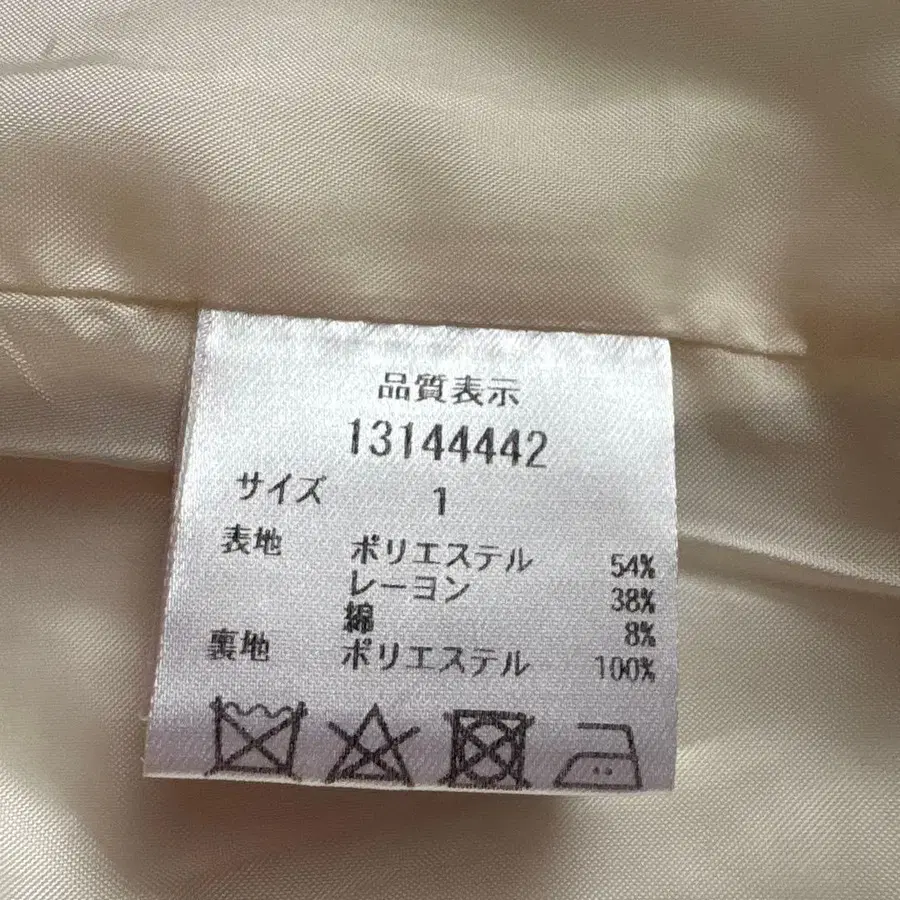 品質表示
13144442
サイズ 1
表地 ポリエステル 54%
レーヨン 38%
綿 8%
裏地 ポリエステル 100%